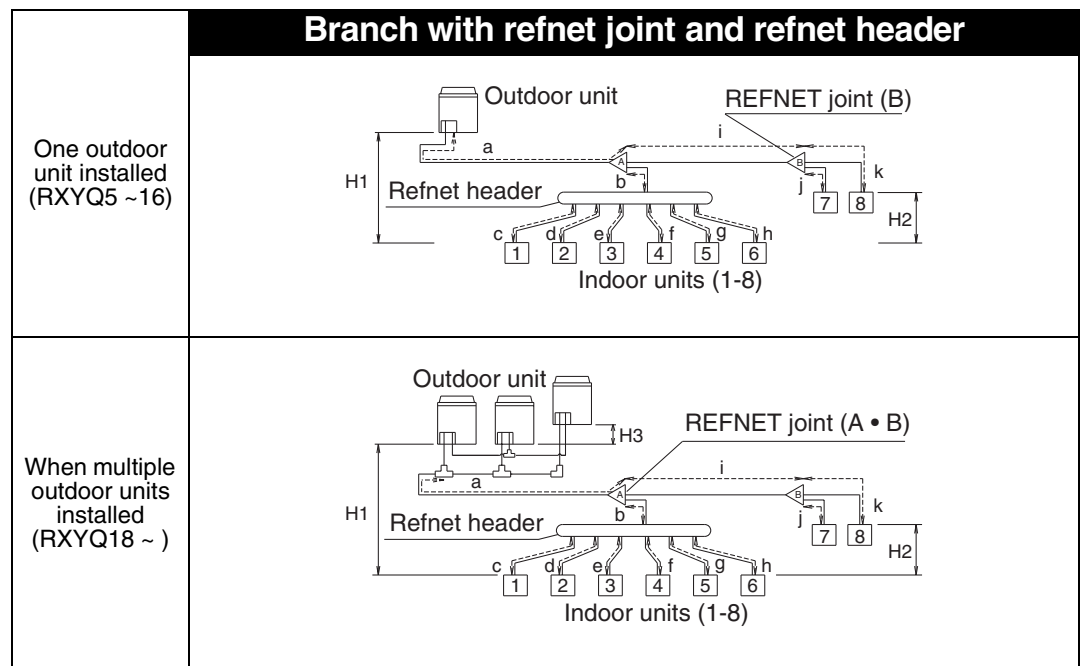 Branch with refnet joint and refnet header
One outdoor
unit installed
(RXYQ5 ~16)
Outdoor unit
REFNET joint (B)
i
a
A
B
H1
b
j
k
Refnet header
7
8
H2
c
d
e
f
g
h
1
2
3
4
5
6
Indoor units (1-8)
When multiple
outdoor units
installed
(RXYQ18 ~ )
Outdoor unit
H3
REFNET joint (A • B)
i
a
A
B
H1
b
j
k
Refnet header
7
8
H2
c
d
e
f
g
h
1
2
3
4
5
6
Indoor units (1-8)